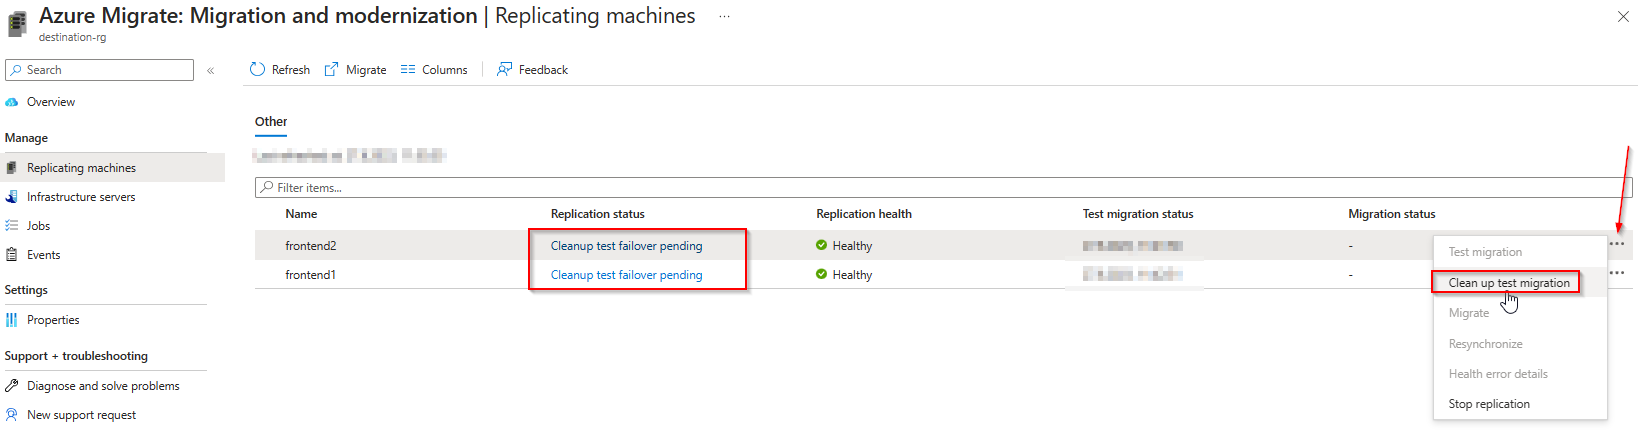 Azure Migrate: Migration and modernization | Replicating machines ...
destination-rg
Search
«
Refresh
Migrate
Columns
Feedback
Overview
Manage
Replicating machines
Infrastructure servers
Jobs
Events
Settings
Properties
Support + troubleshooting
Diagnose and solve problems
New support request
Other
Filter items...
Name Replication status Replication health Test migration status Migration status
frontend2 Cleanup test failover pending Healthy - ...
frontend1 Cleanup test failover pending Healthy - ...
Test migration
Clean up test migration
Migrate
Resynchronize
Health error details
Stop replication